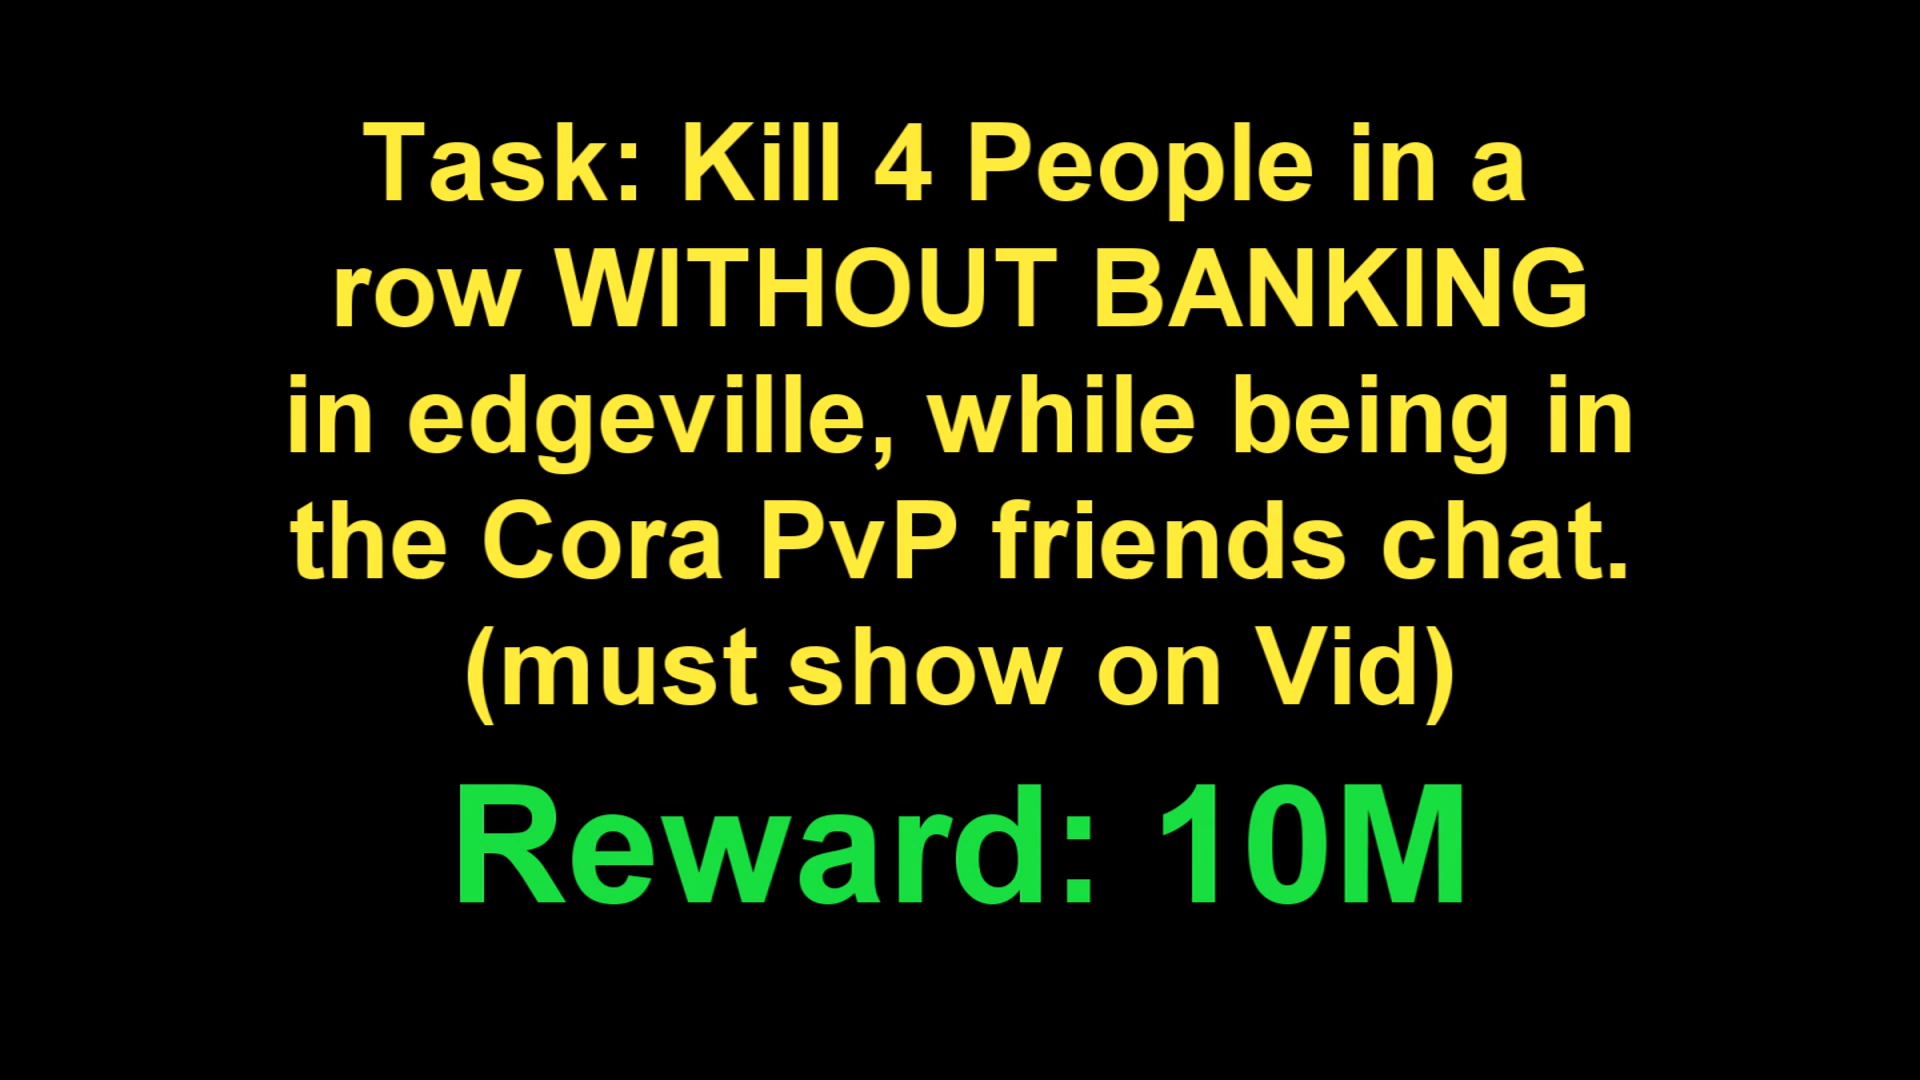 Task: Kill 4 People in a
row WITHOUT BANKING
in edgeville, while being in
the Cora PvP friends chat.
(must show on Vid)
Reward: 10M